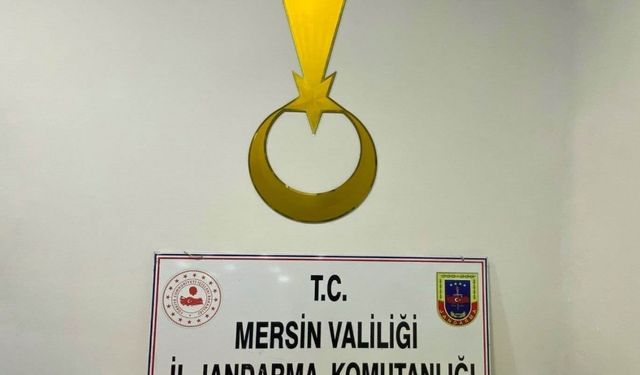 T.C.
MERSİN VALİLİĞİ
İL JANDARMA KOMUTANLIĞI